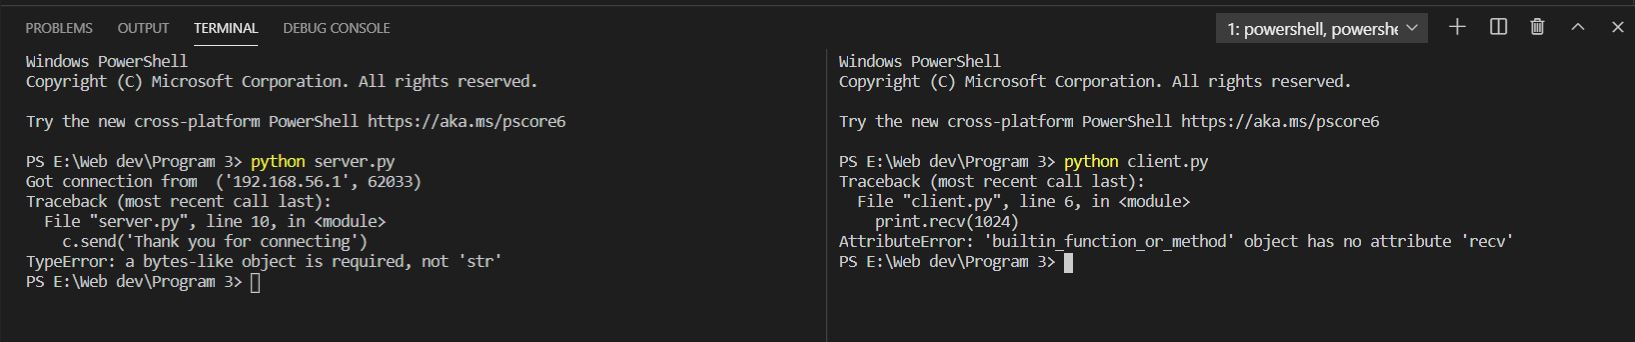 PROBLEMS OUTPUT TERMINAL DEBUG CONSOLE 1: powershell, powershe
Windows PowerShell
Copyright (C) Microsoft Corporation. All rights reserved.
Try the new cross-platform PowerShell https://aka.ms/pscore6
PS E:\Web dev\Program 3> python server.py
Got connection from  ('192.168.56.1', 62033)
Traceback (most recent call last):
  File "server.py", line 10, in <module>
    c.send('Thank you for connecting')
TypeError: a bytes-like object is required, not 'str'
PS E:\Web dev\Program 3>
Windows PowerShell
Copyright (C) Microsoft Corporation. All rights reserved.
Try the new cross-platform PowerShell https://aka.ms/pscore6
PS E:\Web dev\Program 3> python client.py
Traceback (most recent call last):
  File "client.py", line 6, in <module>
    print.recv(1024)
AttributeError: 'builtin_function_or_method' object has no attribute 'recv'
PS E:\Web dev\Program 3>